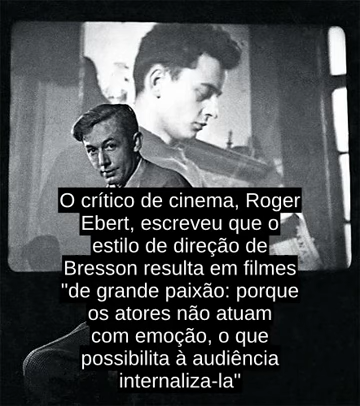 O crítico de cinema, Roger
Ebert, escreveu que o
estilo de direção de
Bresson resulta em filmes
"de grande paixão: porque
os atores não atuam
com emoção, o que
possibilita à audiência
internaliza-la"